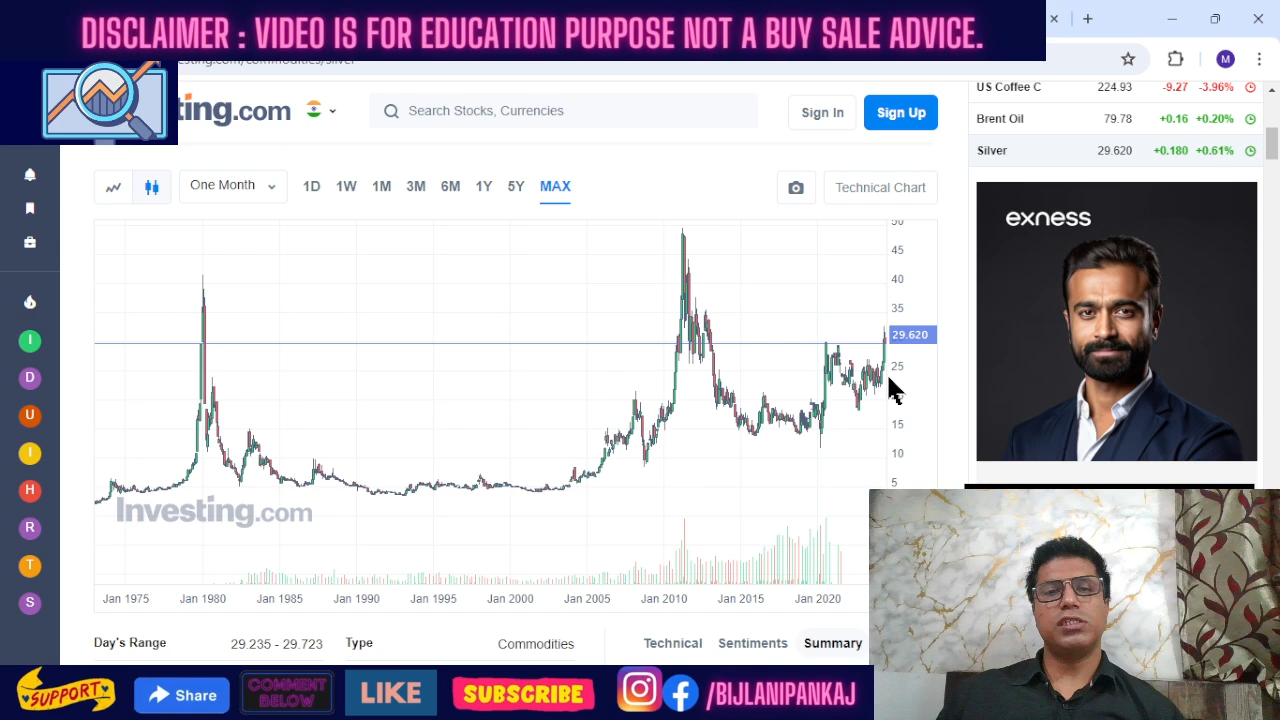 DISCLAIMER : VIDEO IS FOR EDUCATION PURPOSE NOT A BUY SALE ADVICE.
M
ting.com
Search Stocks, Currencies
Sign In
Sign Up
US Coffee C 224.93 -9.27 -3.96%
Brent Oil 79.78 +0.16 +0.20%
Silver 29.620 +0.180 +0.61%
One Month
1D 1W 1M 3M 6M 1Y 5Y MAX
Technical Chart
exness
50
45
40
35
29.620
25
15
10
5
I
D
U
I
H
R
T
S
Investing.com
Jan 1975 Jan 1980 Jan 1985 Jan 1990 Jan 1995 Jan 2000 Jan 2005 Jan 2010 Jan 2015 Jan 2020
Day's Range 29.235 - 29.723 Type Commodities
Technical Sentiments Summary
SUPPORT
Share
COMMENT
BELOW
LIKE
SUBSCRIBE
/BIJLANIPANKAJ